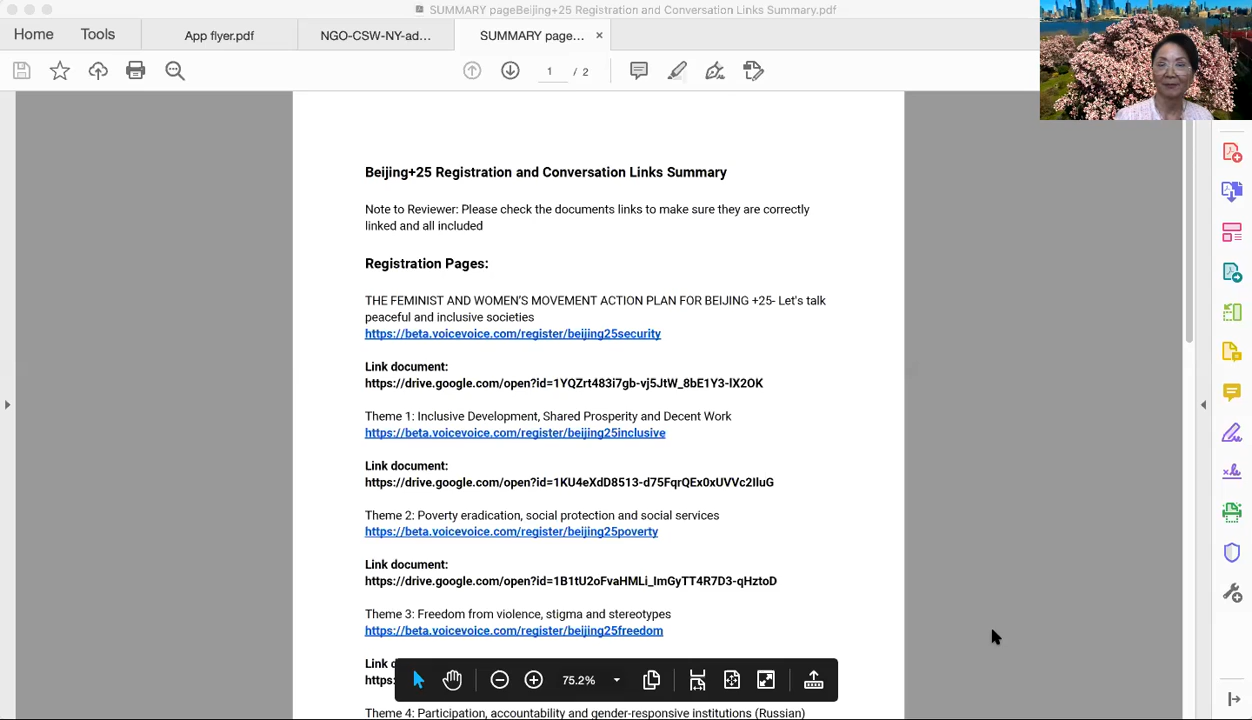 SUMMARY pageBeijing+25 Registration and Conversation Links Summary.pdf
Home
Tools
App flyer.pdf
NGO-CSW-NY-ad...
SUMMARY page...
×
1 / 2
Beijing+25 Registration and Conversation Links Summary
Note to Reviewer: Please check the documents links to make sure they are correctly
linked and all included
Registration Pages:
THE FEMINIST AND WOMEN'S MOVEMENT ACTION PLAN FOR BEIJING +25- Let's talk
peaceful and inclusive societies
https://beta.voicevoice.com/register/beijing25security
Link document:
https://drive.google.com/open?id=1YQZrt483i7gb-vj5JtW_8bE1Y3-lX2OK
Theme 1: Inclusive Development, Shared Prosperity and Decent Work
https://beta.voicevoice.com/register/beijing25inclusive
Link document:
https://drive.google.com/open?id=1KU4eXdD8513-d75FqrQEx0xUVVc2IluG
Theme 2: Poverty eradication, social protection and social services
https://beta.voicevoice.com/register/beijing25poverty
Link document:
https://drive.google.com/open?id=1B1tU2oFvaHMLi_ImGyTT4R7D3-qHztoD
Theme 3: Freedom from violence, stigma and stereotypes
https://beta.voicevoice.com/register/beijing25freedom
Link
https:
75.2%
Theme 4: Participation, accountability and gender-responsive institutions (Russian)